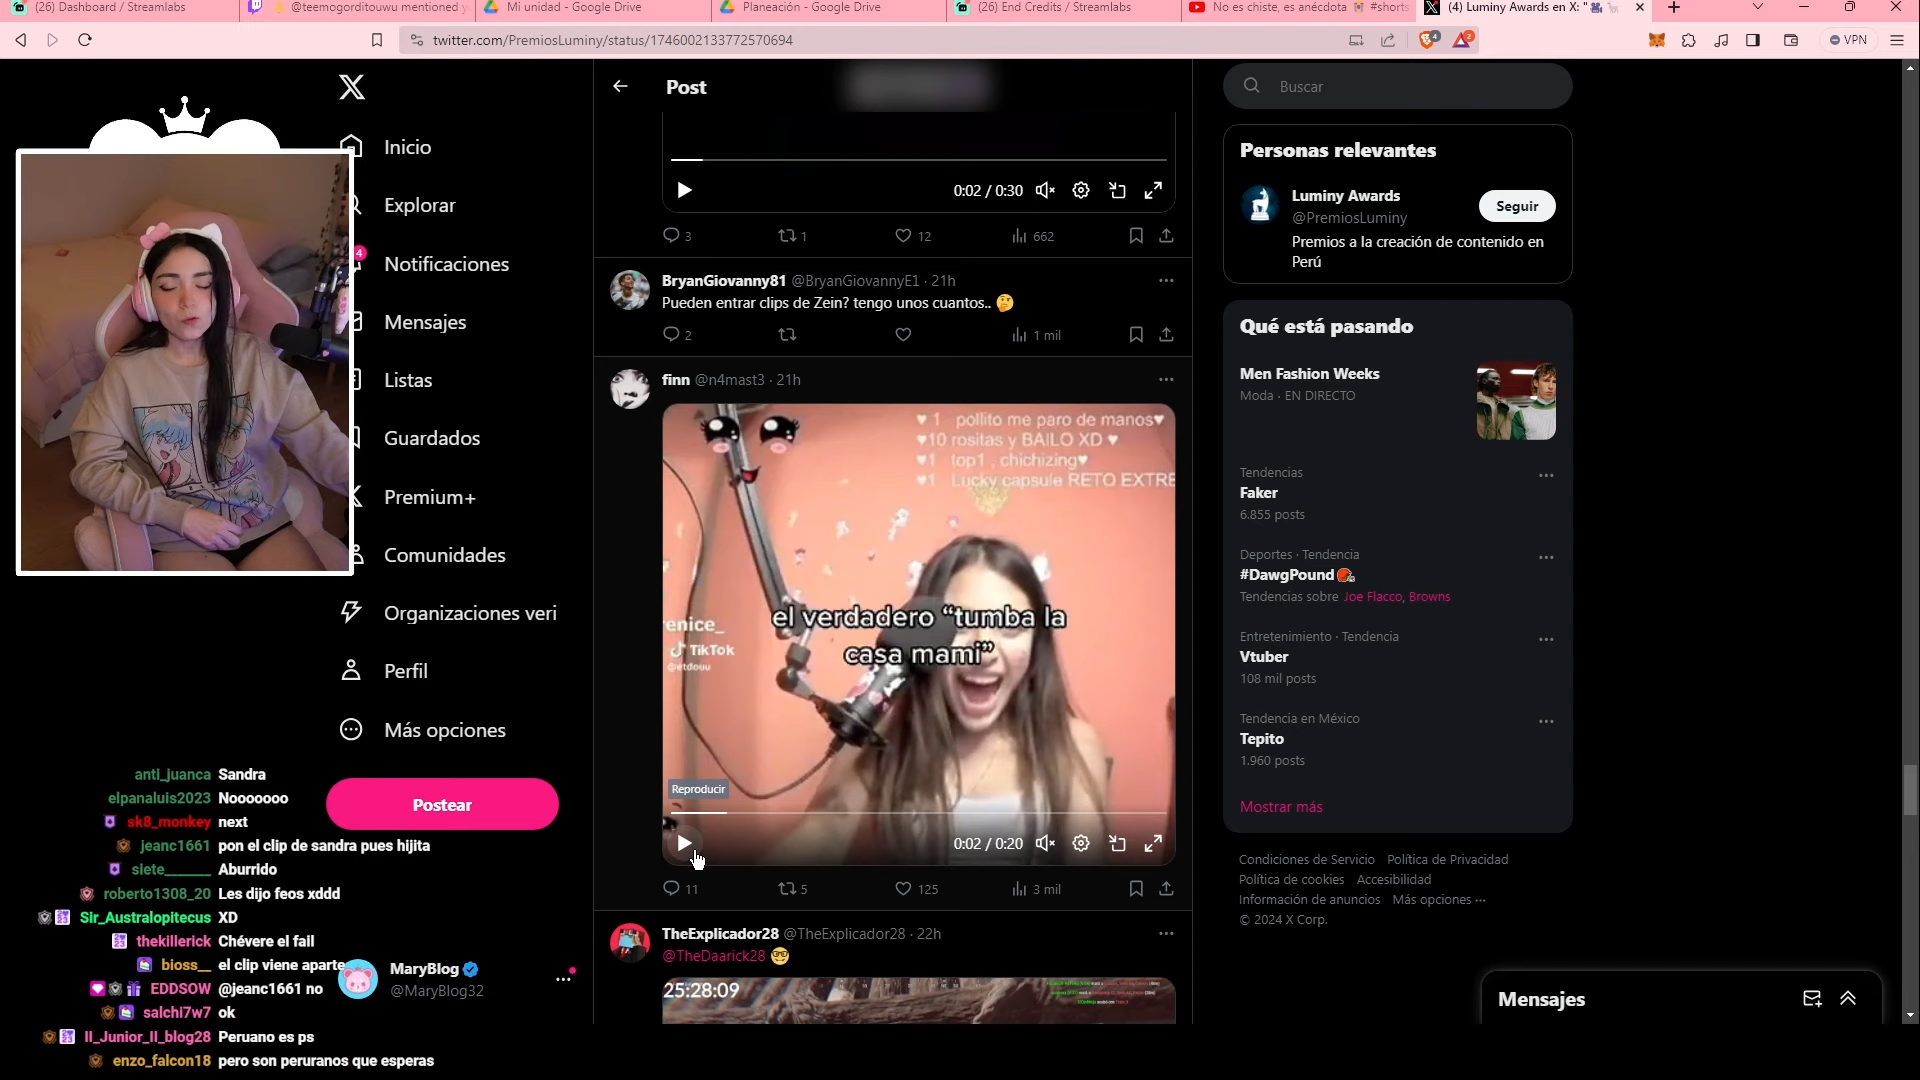 (26) Dashboard / Streamlabs
@teemogorditouwu mentioned y
Mi unidad - Google Drive
Planeación - Google Drive
(26) End Credits / Streamlabs
No es chiste, es anécdota #shorts
(4) Luminy Awards en X: "
twitter.com/PremiosLuminy/status/1746002133772570694
4
2
VPN
Inicio
Explorar
4
Notificaciones
Mensajes
Listas
Guardados
Premium+
Comunidades
Organizaciones veri
Perfil
Más opciones
Postear
MaryBlog
@MaryBlog32
anti_juanca Sandra
elpanaluis2023 Nooooooo
sk8_monkey next
jeanc1661 pon el clip de sandra pues hijita
siete______ Aburrido
roberto1308_20 Les dijo feos xddd
Sir_Australopitecus XD
thekillerick Chévere el fail
bioss__ el clip viene aparte
EDDSOW @jeanc1661 no
salchi7w7 ok
II_Junior_II_blog28 Peruano es ps
enzo_falcon18 pero son peruranos que esperas
Post
0:02 / 0:30
3
1
12
662
BryanGiovanny81 @BryanGiovannyE1 · 21h
Pueden entrar clips de Zein? tengo unos cuantos.. 🤔
2
1 mil
finn @n4mast3 · 21h
♥ 1 pollito me paro de manos♥
♥10 rositas y BAILO XD ♥
♥1 top1 , chichizing♥
♥1 Lucky capsule RETO EXTRE
enice_
TikTok
@etdouu
el verdadero “tumba la
casa mami”
Reproducir
0:02 / 0:20
11
5
125
3 mil
TheExplicador28 @TheExplicador28 · 22h
@TheDaarick28 🤓
25:28:09
Buscar
Personas relevantes
Luminy Awards
@PremiosLuminy
Seguir
Premios a la creación de contenido en
Perú
Qué está pasando
Men Fashion Weeks
Moda · EN DIRECTO
Tendencias
Faker
6.855 posts
Deportes · Tendencia
#DawgPound
Tendencias sobre Joe Flacco, Browns
Entretenimiento · Tendencia
Vtuber
108 mil posts
Tendencia en México
Tepito
1.960 posts
Mostrar más
Condiciones de Servicio Política de Privacidad
Política de cookies Accesibilidad
Información de anuncios Más opciones ···
© 2024 X Corp.
Mensajes